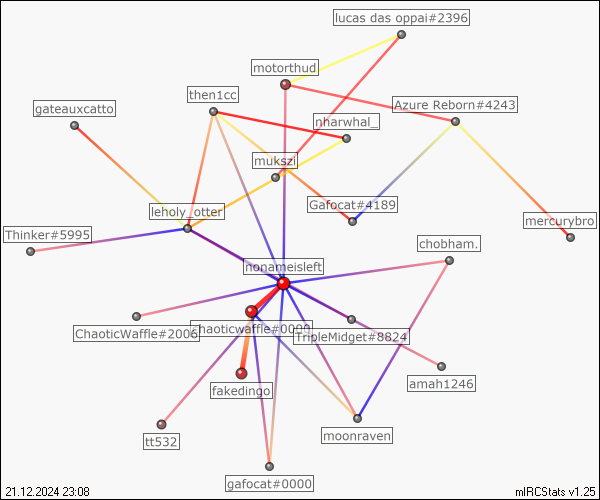 lucas das oppai#2396
motorthud
then1cc
Azure Reborn#4243
gateauxcatto
nharwhal_
mukszi
leholy_otter
Gafocat#4189
mercurybro
Thinker#5995
chobham.
nonameisleft
ChaoticWaffle#2006
Chaoticwaffle#0000
TripleMidget#8824
fakedingo
amah1246
tt532
moonraven
gafocat#0000
21.12.2024 23:08
mIRCStats v1.25